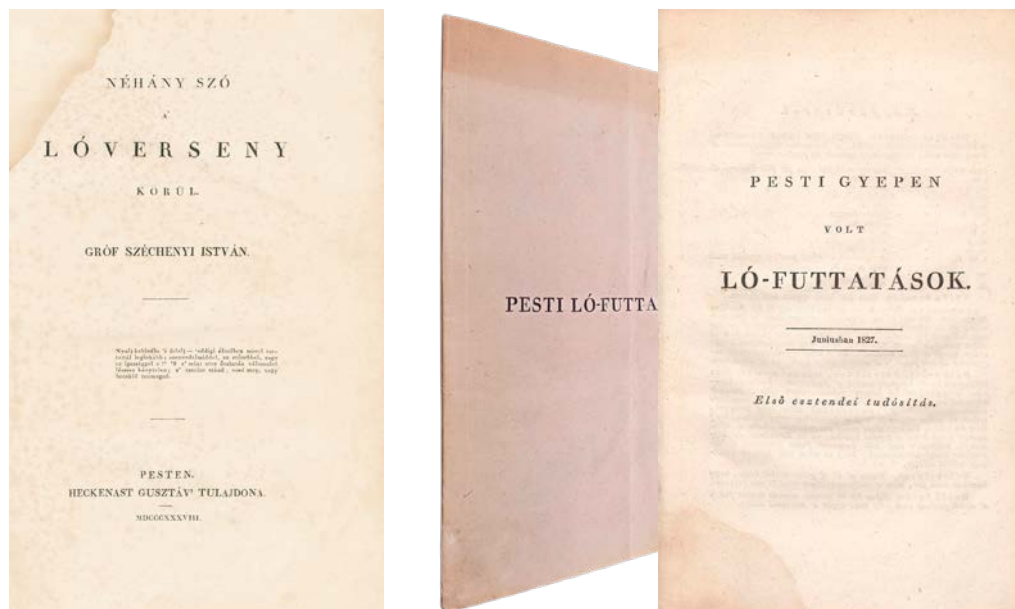 NÉHÁNY SZÓ
A'
LÓVERSENY
KÖRÜL.
GRÓF SZÉCHENYI ISTVÁN.
PESTEN.
HECKENAST GUSZTÁV' TULAJDONA.
MDCCCXXXVIII.
PESTI LÓ-FUTTA
PESTI GYEPEN
VOLT
LÓ-FUTTATÁSOK.
Juniusban 1827.
Első esztendei tudósítás.